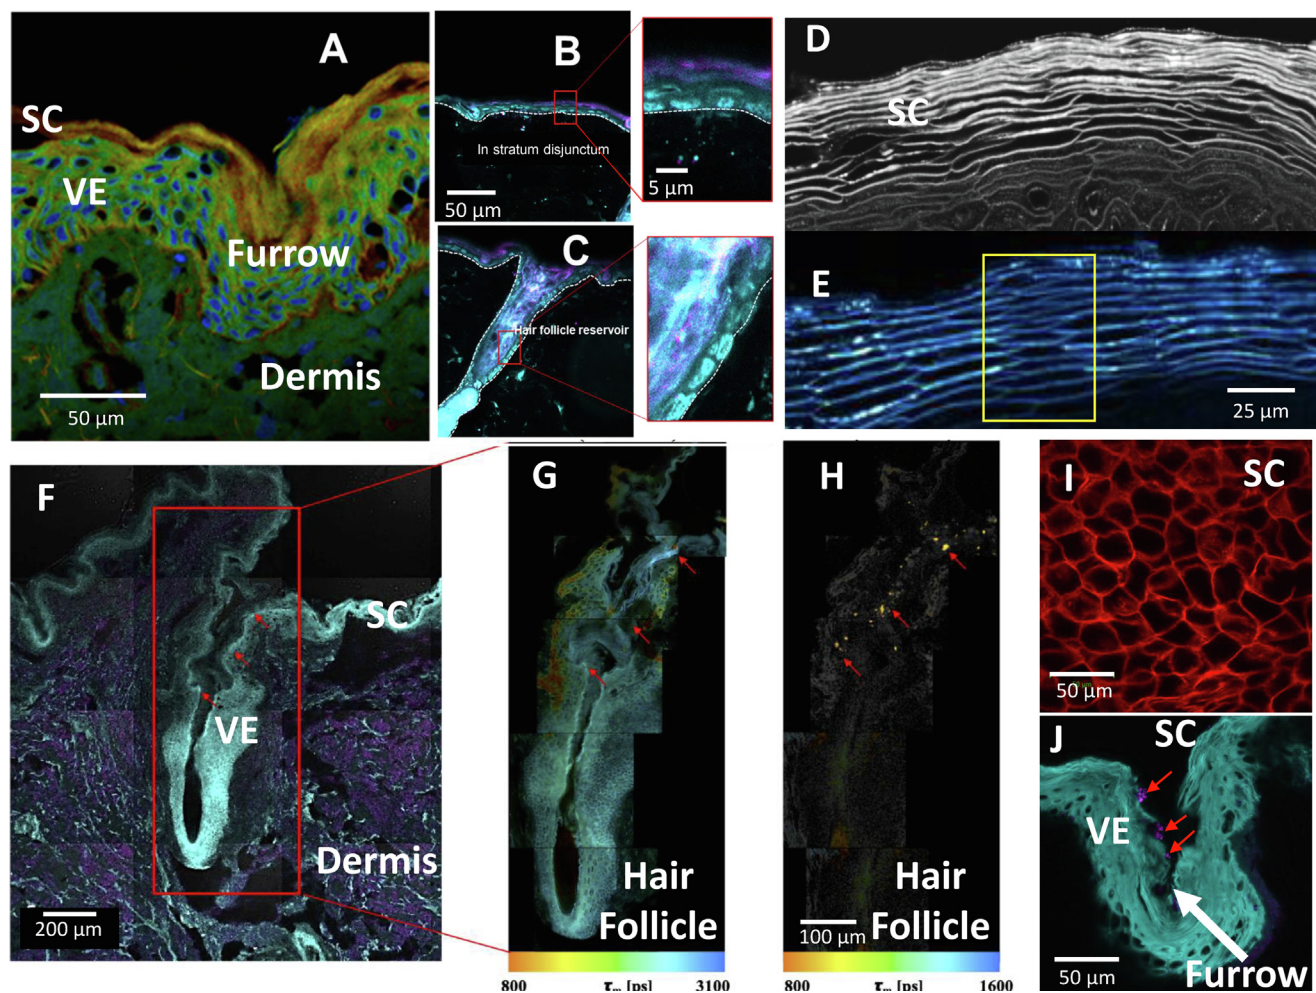 A
SC
VE
Furrow
Dermis
50 µm
B
In stratum disjunctum
50 µm
5 µm
C
Hair follicle reservoir
D
SC
E
25 µm
F
SC
VE
Dermis
200 µm
G
Hair
Follicle
800
τm [ps]
3100
H
Hair
Follicle
100 µm
800
τm [ps]
1600
I
SC
50 µm
J
SC
VE
50 µm
Furrow